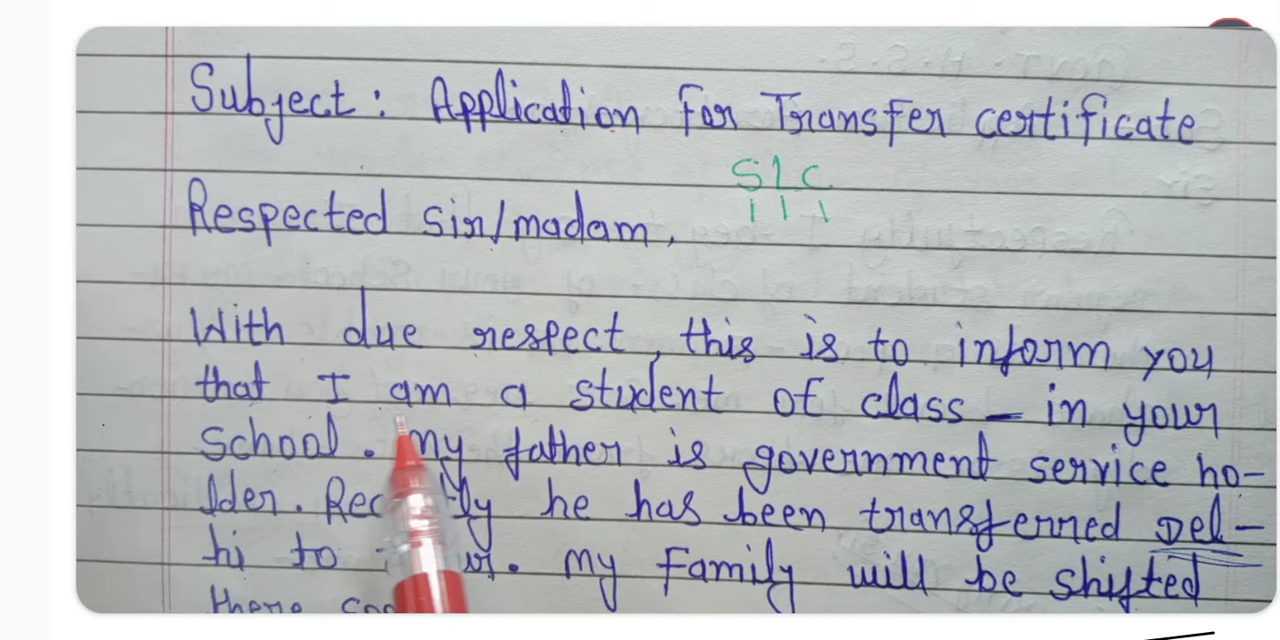 Subject: Application For Transfer certificate
SLC
Respected sir/madam,
With due respect, this is to inform you
that I am a student of class – in your
School. my father is government service ho-
lder. he has been transferred Del-
hi to my Family will be shifted
there